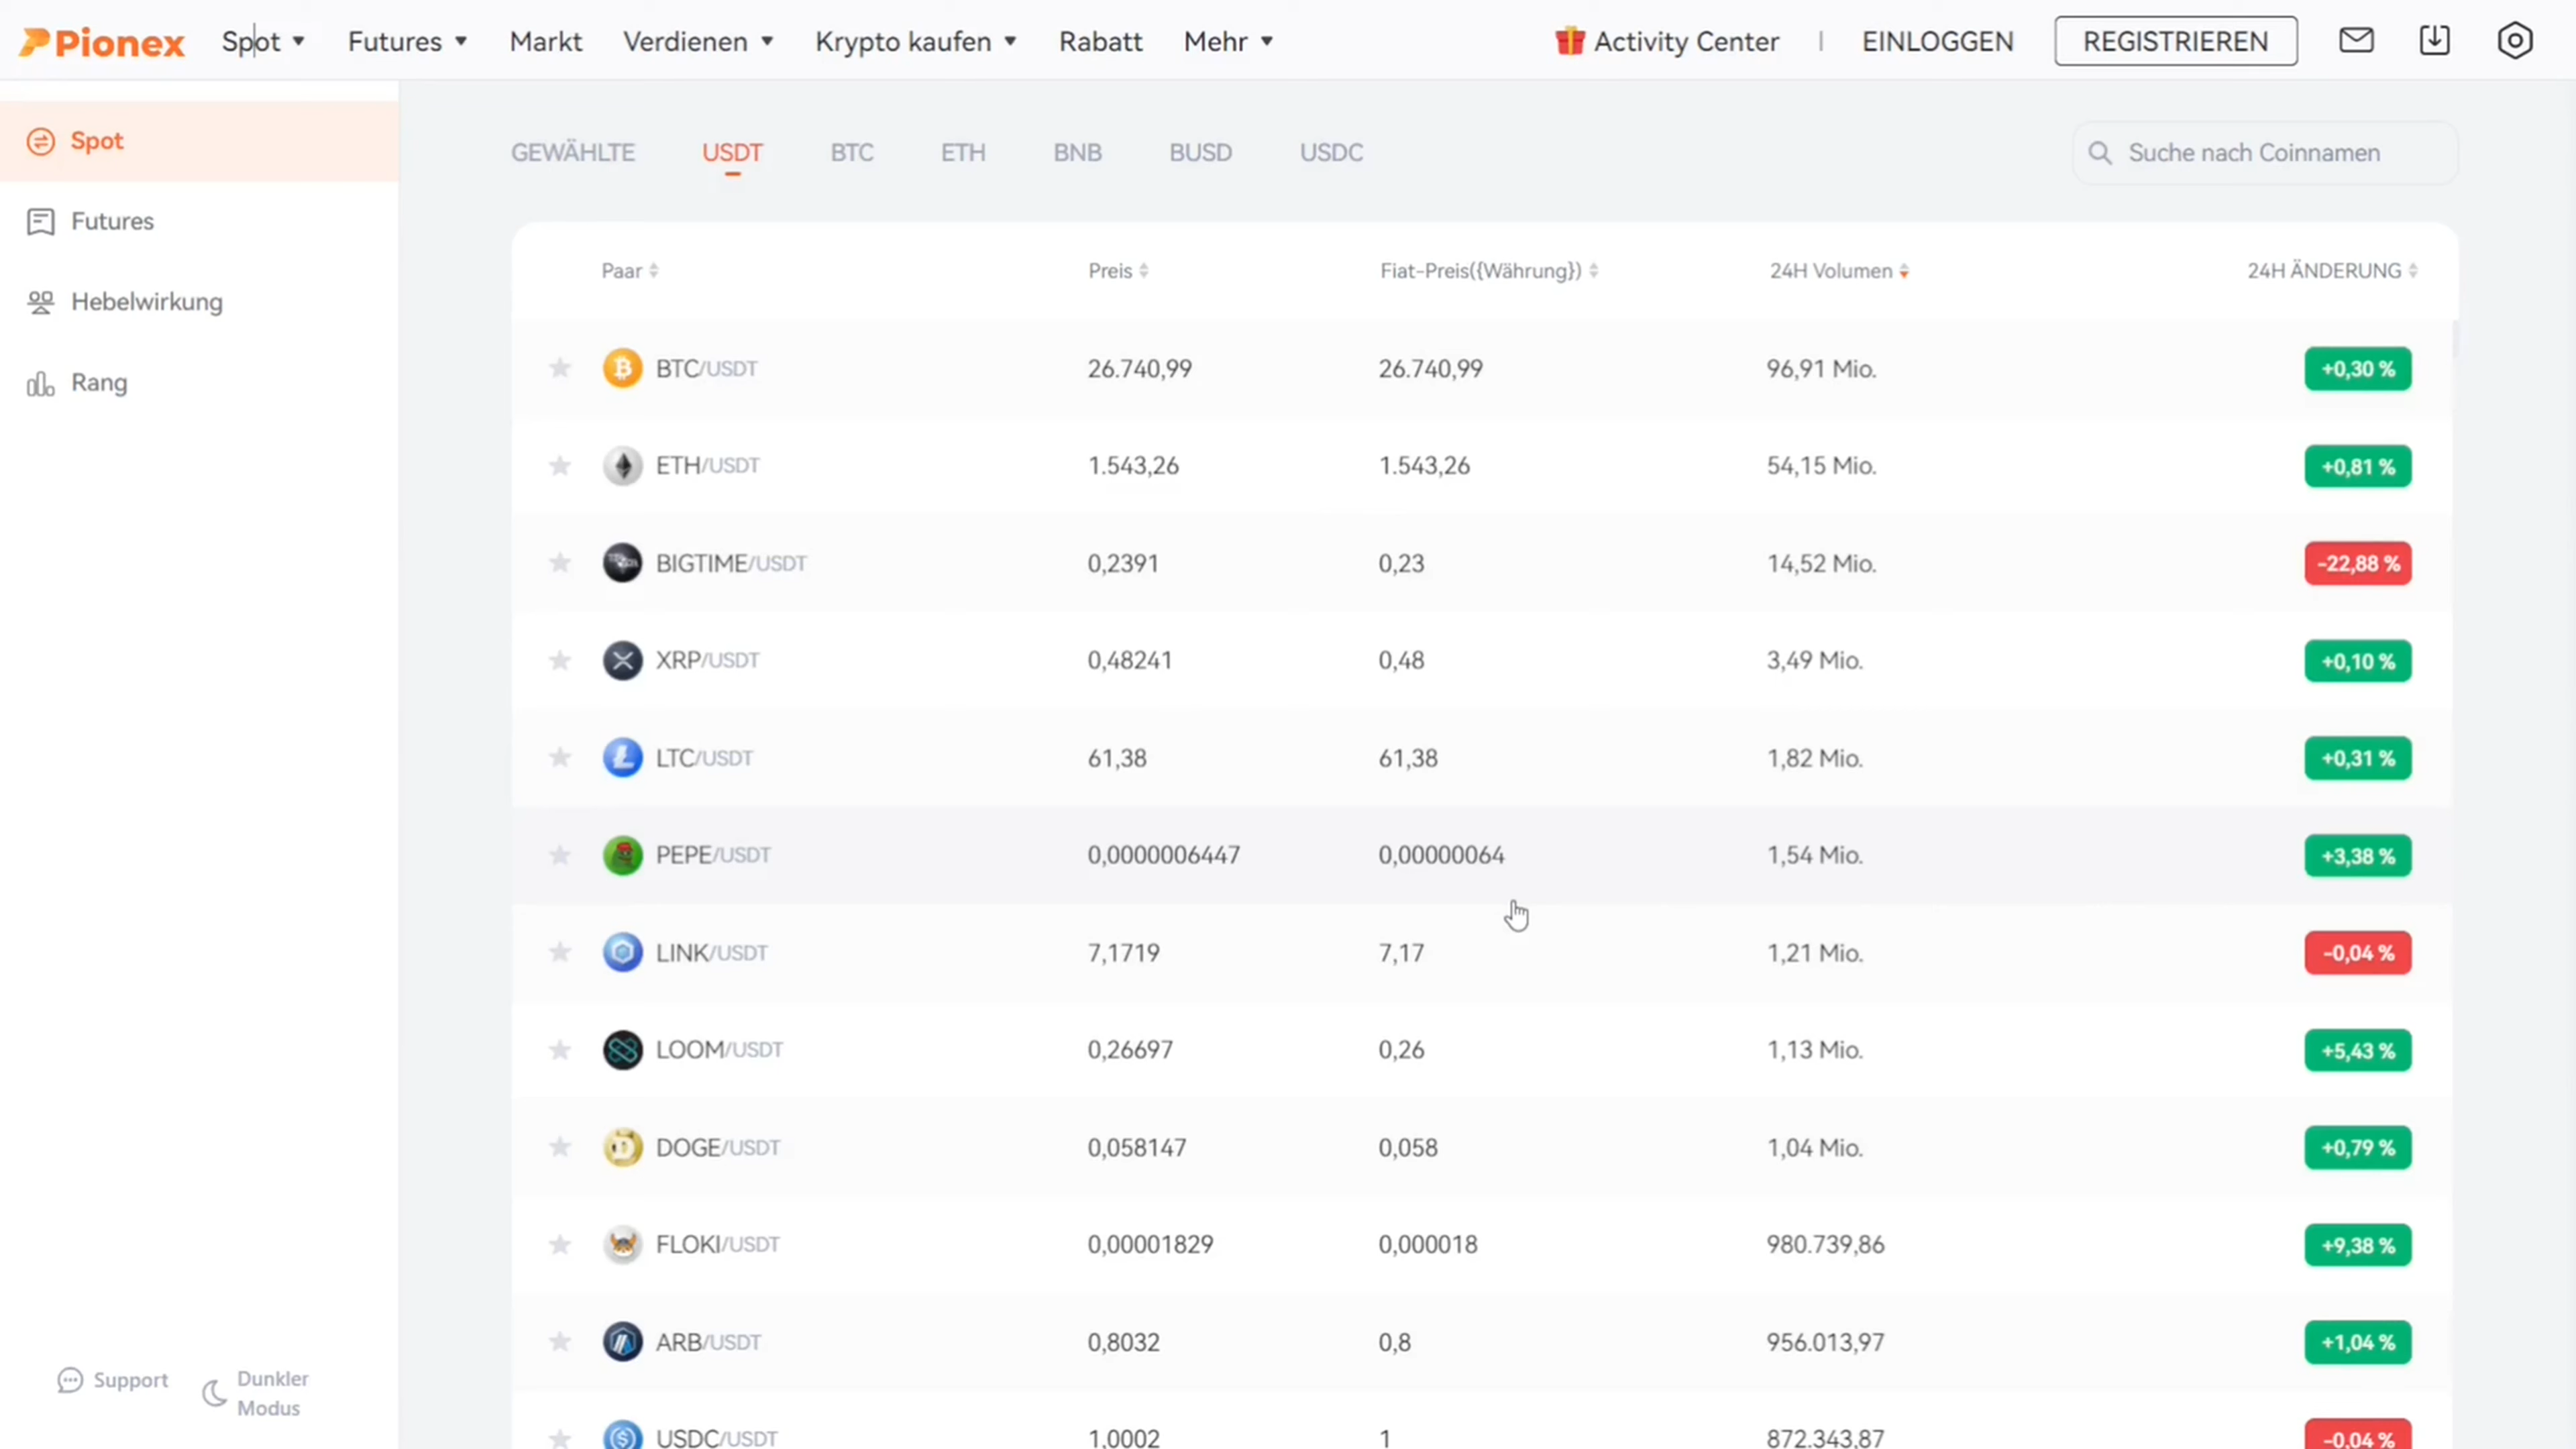 Pionex Spot Futures Markt Verdienen Krypto kaufen Rabatt Mehr Activity Center | EINLOGGEN REGISTRIEREN
Spot
Futures
Hebelwirkung
Rang
GEWÄHLTE USDT BTC ETH BNB BUSD USDC Suche nach Coinnamen
Paar Preis Fiat-Preis({Währung}) 24H Volumen 24H ÄNDERUNG
BTC/USDT 26.740,99 26.740,99 96,91 Mio. +0,30 %
ETH/USDT 1.543,26 1.543,26 54,15 Mio. +0,81 %
BIGTIME/USDT 0,2391 0,23 14,52 Mio. -22,88 %
XRP/USDT 0,48241 0,48 3,49 Mio. +0,10 %
LTC/USDT 61,38 61,38 1,82 Mio. +0,31 %
PEPE/USDT 0,0000006447 0,00000064 1,54 Mio. +3,38 %
LINK/USDT 7,1719 7,17 1,21 Mio. -0,04 %
LOOM/USDT 0,26697 0,26 1,13 Mio. +5,43 %
DOGE/USDT 0,058147 0,058 1,04 Mio. +0,79 %
FLOKI/USDT 0,00001829 0,000018 980.739,86 +9,38 %
ARB/USDT 0,8032 0,8 956.013,97 +1,04 %
USDC/USDT 1,0002 1 872.343,87 -0,04 %
Support
Dunkler
Modus